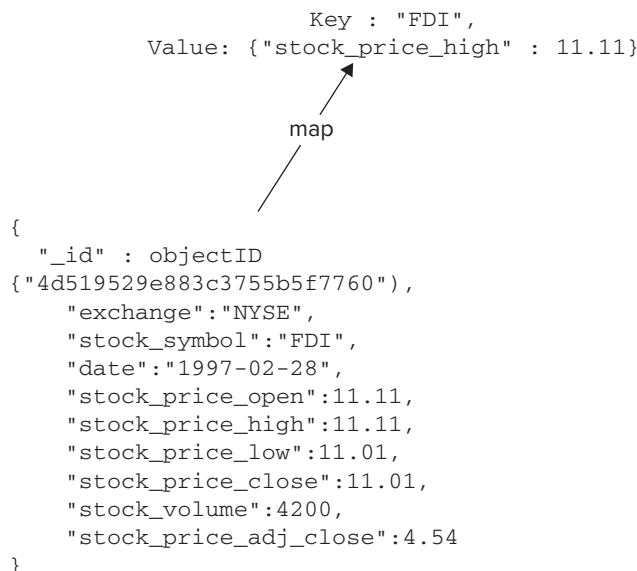 Key : "FDI",
Value: {"stock_price_high" : 11.11}
map
{
"_id" : objectID
{"4d519529e883c3755b5f7760"),
"exchange":"NYSE",
"stock_symbol":"FDI",
"date":"1997-02-28",
"stock_price_open":11.11,
"stock_price_high":11.11,
"stock_price_low":11.01,
"stock_price_close":11.01,
"stock_volume":4200,
"stock_price_adj_close":4.54
}